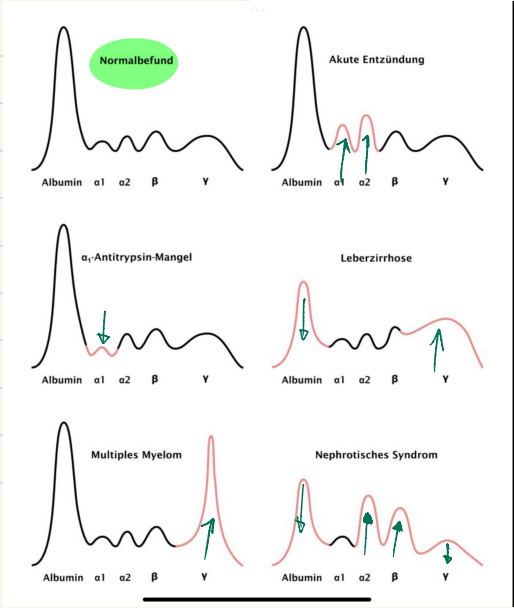 Normalbefund
Akute Entzündung
Albumin α1 α2 β γ
Albumin α1 α2 β γ
α₁-Antitrypsin-Mangel
Leberzirrhose
Albumin α1 α2 β γ
Albumin α1 α2 β γ
Multiples Myelom
Nephrotisches Syndrom
Albumin α1 α2 β γ
Albumin α1 α2 β γ